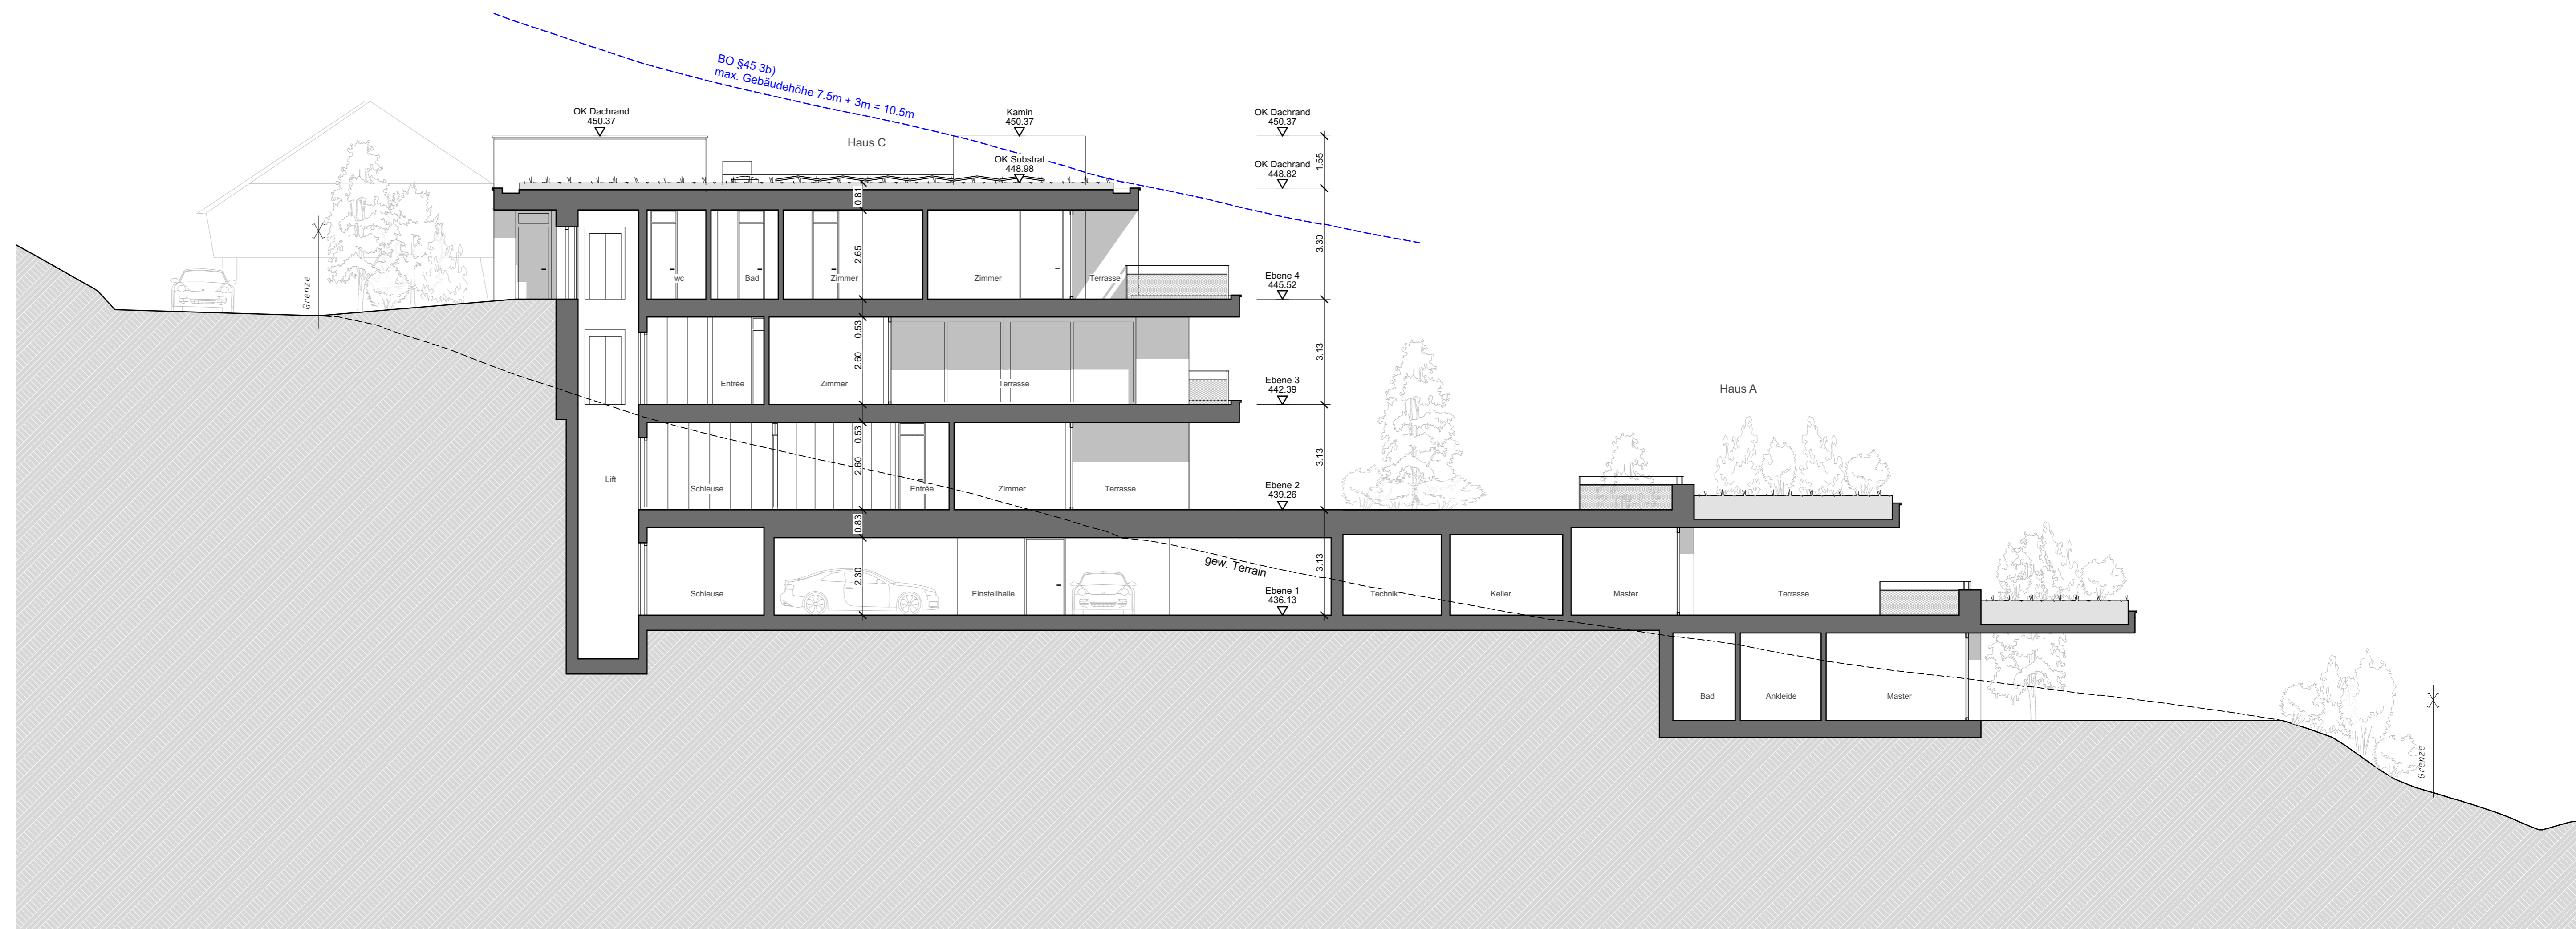 BO §45 3b)
max. Gebäudehöhe 7.5m + 3m = 10.5m
OK Dachrand
450.37
Kamin
450.37
OK Dachrand
450.37
Haus C
1.55
OK Substrat
448.98
OK Dachrand
448.82
0.81
Grenze
2.65
3.30
wc
Bad
Zimmer
Zimmer
Terrasse
Ebene 4
445.52
0.53
2.60
3.13
Entrée
Zimmer
Terrasse
Ebene 3
442.39
Haus A
0.53
2.60
3.13
Lift
Schleuse
Entrée
Zimmer
Terrasse
Ebene 2
439.26
0.83
2.30
3.13
gew. Terrain
Schleuse
Einstellhalle
Ebene 1
436.13
Technik
Keller
Master
Terrasse
Bad
Ankleide
Master
Grenze